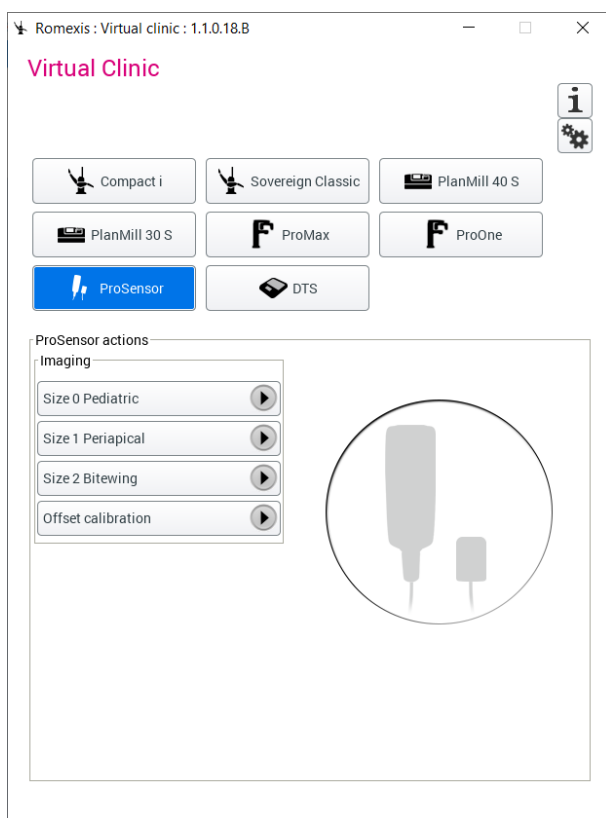 Romexis : Virtual clinic : 1.1.0.18.B
Virtual Clinic
i
Compact i
Sovereign Classic
PlanMill 40 S
PlanMill 30 S
ProMax
ProOne
ProSensor
DTS
ProSensor actions
Imaging
Size 0 Pediatric
Size 1 Periapical
Size 2 Bitewing
Offset calibration